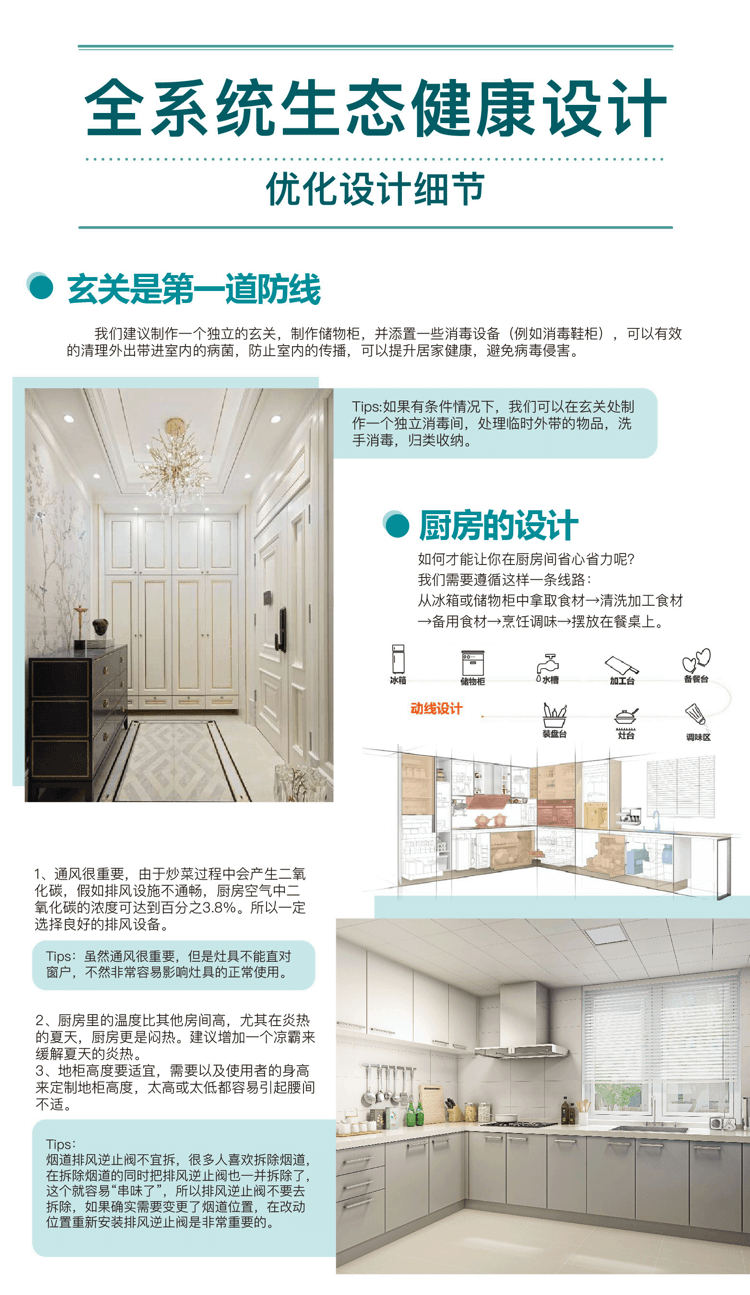 全系统生态健康设计
优化设计细节
玄关是第一道防线
我们建议制作一个独立的玄关，制作储物柜，并添置一些消毒设备（例如消毒鞋柜），可以有效
的清理外出带进室内的病菌，防止室内的传播，可以提升居家健康，避免病毒侵害。
Tips:如果有条件情况下，我们可以在玄关处制
作一个独立消毒间，处理临时外带的物品，洗
手消毒，归类收纳。
厨房的设计
如何才能让你在厨房间省心省力呢？
我们需要遵循这样一条线路：
从冰箱或储物柜中拿取食材→清洗加工食材
→备用食材→烹饪调味→摆放在餐桌上。
冰箱
储物柜
水槽
加工台
备餐台
动线设计
装盘台
灶台
调味区
1、通风很重要，由于炒菜过程中会产生二氧
化碳，假如排风设施不通畅，厨房空气中二
氧化碳的浓度可达到百分之3.8%。所以一定
选择良好的排风设备。
Tips：虽然通风很重要，但是灶具不能直对
窗户，不然非常容易影响灶具的正常使用。
2、厨房里的温度比其他房间高，尤其在炎热
的夏天，厨房更是闷热。建议增加一个凉霸来
缓解夏天的炎热。
3、地柜高度要适宜，需要以及使用者的身高
来定制地柜高度，太高或太低都容易引起腰间
不适。
Tips：
烟道排风逆止阀不宜拆，很多人喜欢拆除烟道，
在拆除烟道的同时把排风逆止阀也一并拆除了，
这个就容易“串味了”，所以排风逆止阀不要去
拆除，如果确实需要变更了烟道位置，在改动
位置重新安装排风逆止阀是非常重要的。